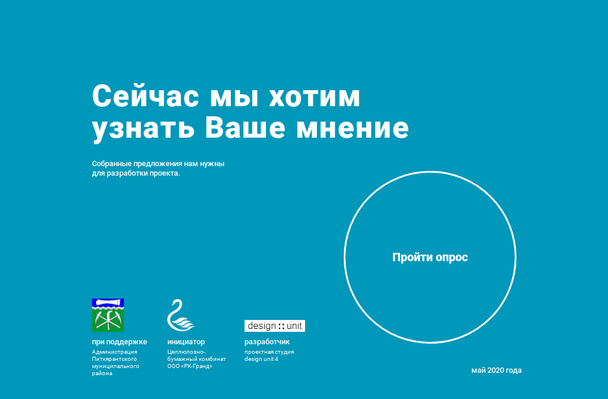 Сейчас мы хотим
узнать Ваше мнение
Собранные предложения нам нужны
для разработки проекта.
Пройти опрос
design unit
при поддержке
Администрация
Питкярантского
муниципального
района
инициатор
Целлюлозно-
бумажный комбинат
ООО «РК-Гранд»
разработчик
проектная студия
design unit 4
май 2020 года